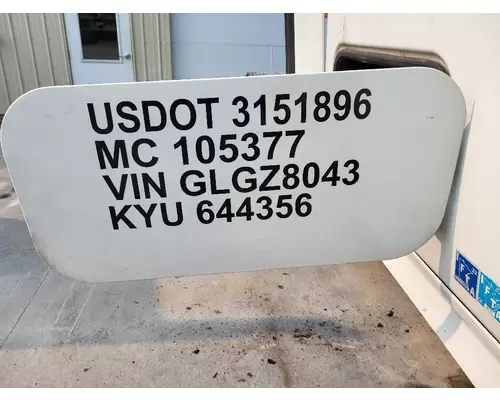 USDOT 3151896
MC 105377
VIN GLGZ8043
KYU 644356